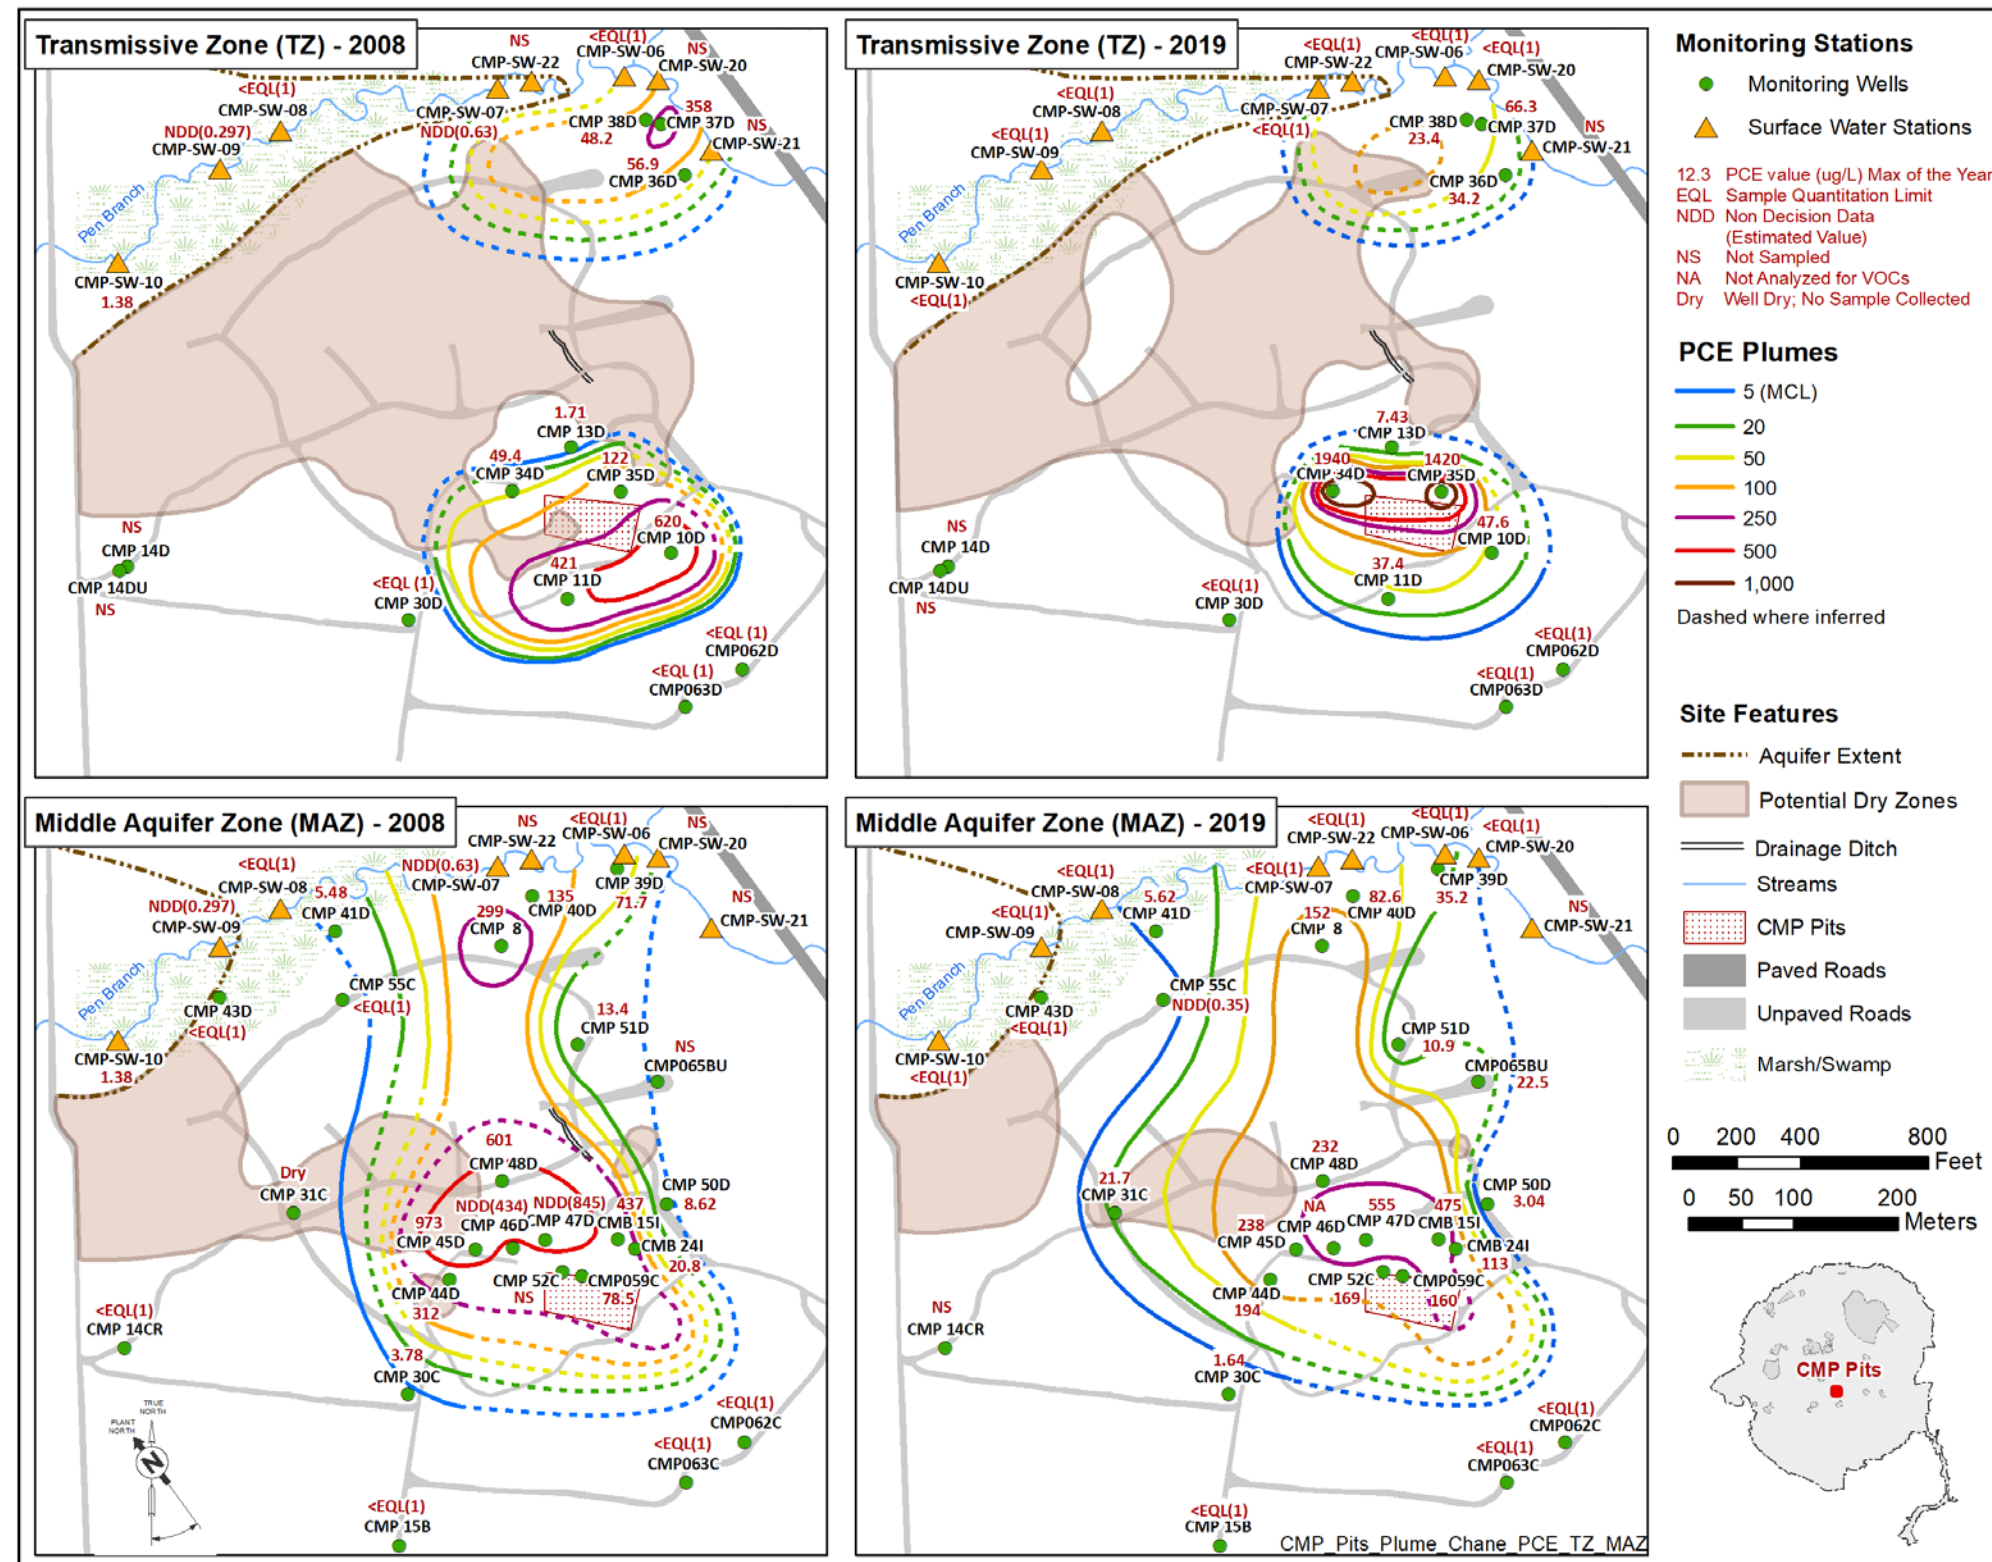 Transmissive Zone (TZ) - 2008
NS
CMP-SW-22
<EQL(1)
CMP-SW-06
NS
CMP-SW-20
<EQL(1)
CMP-SW-08
CMP-SW-07
NDD(0.63)
NDD(0.297)
CMP-SW-09
CMP 38D
48.2
358
CMP 37D
NS
CMP-SW-21
56.9
CMP 36D
Pen Branch
CMP-SW-10
1.38
1.71
CMP 13D
49.4
CMP 34D
122
CMP 35D
620
CMP 10D
421
CMP 11D
NS
CMP 14D
CMP 14DU
NS
<EQL (1)
CMP 30D
<EQL (1)
CMP062D
<EQL (1)
CMP063D
Transmissive Zone (TZ) - 2019
<EQL(1)
CMP-SW-22
<EQL(1)
CMP-SW-06
<EQL(1)
CMP-SW-20
<EQL(1)
CMP-SW-08
CMP-SW-07
<EQL(1)
<EQL(1)
CMP-SW-09
CMP 38D
23.4
66.3
CMP 37D
NS
CMP-SW-21
CMP 36D
34.2
Pen Branch
CMP-SW-10
<EQL(1)
7.43
CMP 13D
1940
CMP 34D
1420
CMP 35D
47.6
CMP 10D
37.4
CMP 11D
NS
CMP 14D
CMP 14DU
NS
<EQL(1)
CMP 30D
<EQL(1)
CMP062D
<EQL(1)
CMP063D
Middle Aquifer Zone (MAZ) - 2008
NS
CMP-SW-22
<EQL(1)
CMP-SW-06
NS
CMP-SW-20
<EQL(1)
CMP-SW-08
NDD(0.63)
CMP-SW-07
5.48
CMP 41D
NDD(0.297)
CMP-SW-09
299
CMP 8
135
CMP 40D
CMP 39D
71.7
NS
CMP-SW-21
Pen Branch
CMP 55C
<EQL(1)
CMP 43D
<EQL(1)
CMP-SW-10
1.38
13.4
CMP 51D
NS
CMP065BU
601
CMP 48D
Dry
CMP 31C
973
CMP 45D
NDD(434)
CMP 46D
NDD(845)
CMP 47D
437
CMB 15I
CMP 50D
8.62
CMB 24I
20.8
CMP 44D
312
CMP 52C
NS
CMP059C
78.5
<EQL(1)
CMP 14CR
3.78
CMP 30C
<EQL(1)
CMP062C
<EQL(1)
CMP063C
<EQL(1)
CMP 15B
TRUE
NORTH
PLANT
NORTH
N
Middle Aquifer Zone (MAZ) - 2019
<EQL(1)
CMP-SW-22
<EQL(1)
CMP-SW-06
<EQL(1)
CMP-SW-20
<EQL(1)
CMP-SW-08
<EQL(1)
CMP-SW-07
5.62
CMP 41D
<EQL(1)
CMP-SW-09
152
CMP 8
82.6
CMP 40D
CMP 39D
35.2
NS
CMP-SW-21
Pen Branch
CMP 55C
NDD(0.35)
CMP 43D
<EQL(1)
CMP-SW-10
<EQL(1)
CMP 51D
10.9
CMP065BU
22.5
232
CMP 48D
21.7
CMP 31C
238
CMP 45D
NA
CMP 46D
555
CMP 47D
475
CMB 15I
CMP 50D
3.04
CMB 24I
113
CMP 44D
194
CMP 52C
169
CMP059C
160
NS
CMP 14CR
1.64
CMP 30C
<EQL(1)
CMP062C
<EQL(1)
CMP063C
<EQL(1)
CMP 15B
CMP_Pits_Plume_Chane_PCE_TZ_MAZ
Monitoring Stations
Monitoring Wells
Surface Water Stations
12.3 PCE value (ug/L) Max of the Year
EQL Sample Quantitation Limit
NDD Non Decision Data
(Estimated Value)
NS Not Sampled
NA Not Analyzed for VOCs
Dry Well Dry; No Sample Collected
PCE Plumes
5 (MCL)
20
50
100
250
500
1,000
Dashed where inferred
Site Features
Aquifer Extent
Potential Dry Zones
Drainage Ditch
Streams
CMP Pits
Paved Roads
Unpaved Roads
Marsh/Swamp
0 200 400 800
Feet
0 50 100 200
Meters
CMP Pits